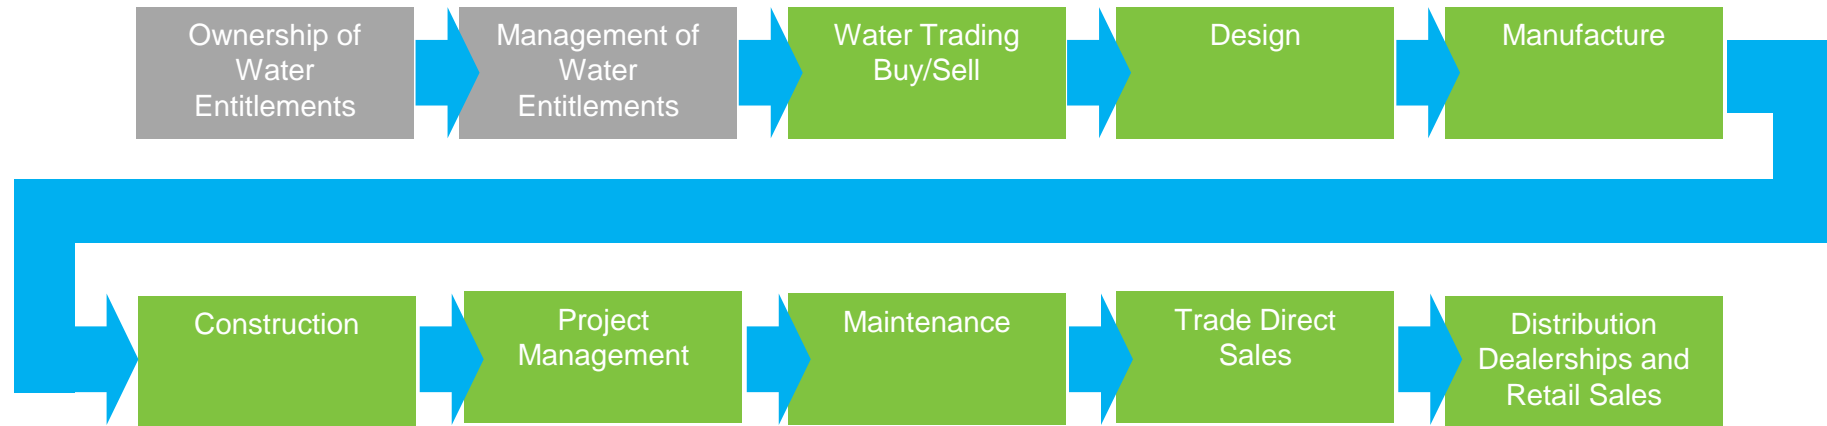 Ownership of
Water
Entitlements
Management of
Water
Entitlements
Water Trading
Buy/Sell
Design
Manufacture
Construction
Project
Management
Maintenance
Trade Direct
Sales
Distribution
Dealerships and
Retail Sales